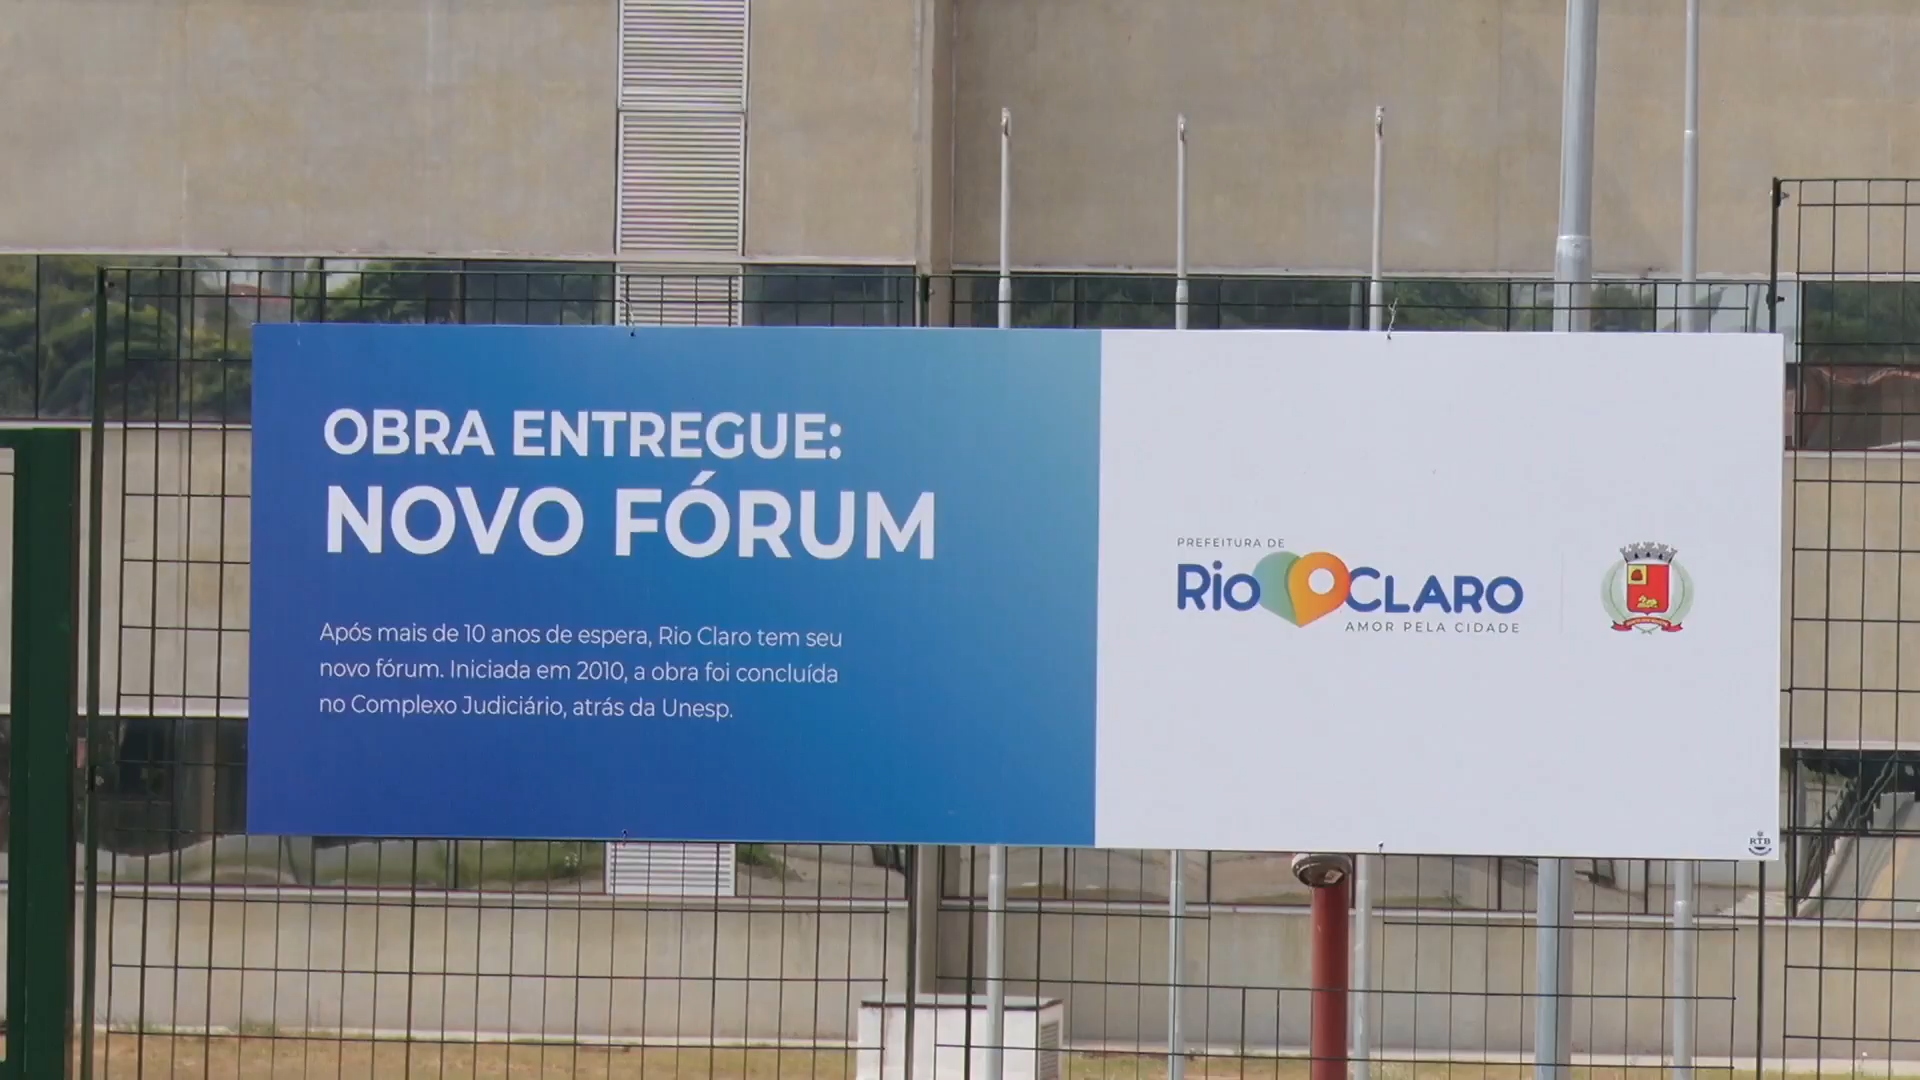 OBRA ENTREGUE:
NOVO FÓRUM
Após mais de 10 anos de espera, Rio Claro tem seu
novo fórum. Iniciada em 2010, a obra foi concluída
no Complexo Judiciário, atrás da Unesp.
PREFEITURA DE
Rio CLARO
AMOR PELA CIDADE
RTB